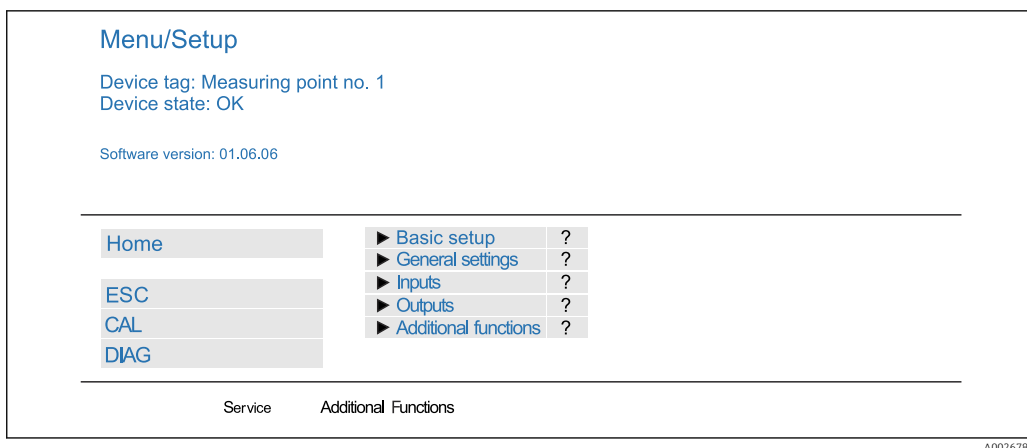 Menu/Setup
Device tag: Measuring point no. 1
Device state: OK
Software version: 01.06.06
Home
ESC
CAL
DIAG
► Basic setup ?
► General settings ?
► Inputs ?
► Outputs ?
► Additional functions ?
Service Additional Functions